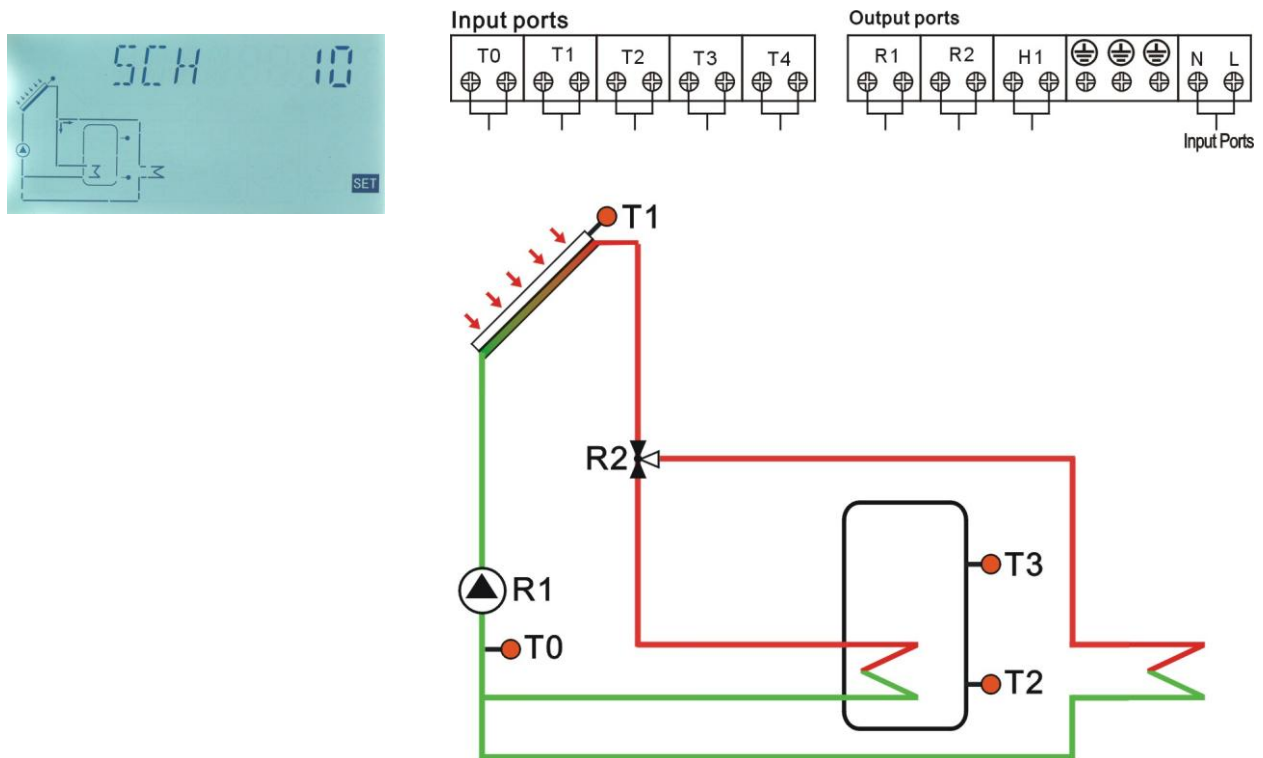 SCH 10
SET
Input ports
T0 T1 T2 T3 T4
Output ports
R1 R2 H1 N L
Input Ports
T1
R2
T3
R1
T0
T2